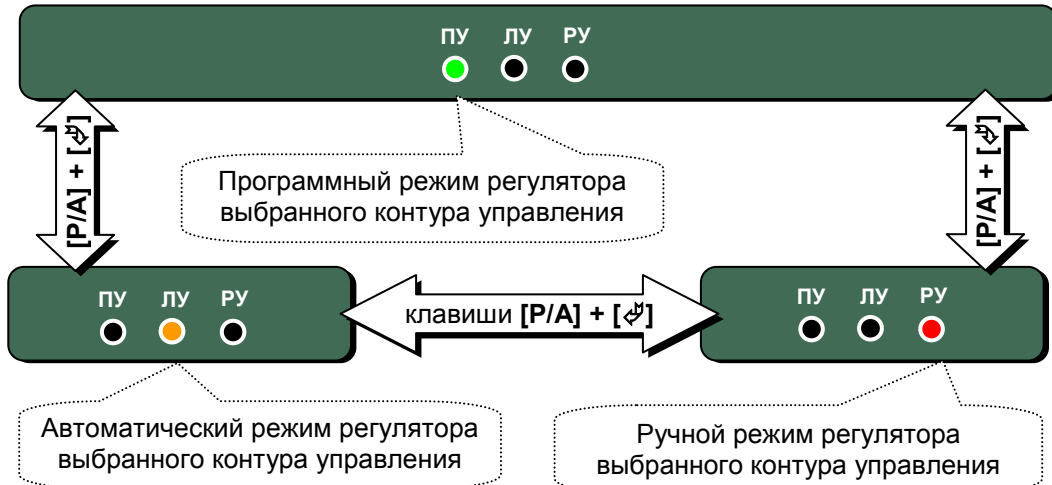 ПУ ЛУ РУ
[Р/А] + [⮰]
[Р/А] + [⮰]
Программный режим регулятора
выбранного контура управления
ПУ ЛУ РУ
клавиши [Р/А] + [⮰]
ПУ ЛУ РУ
Автоматический режим регулятора
выбранного контура управления
Ручной режим регулятора
выбранного контура управления